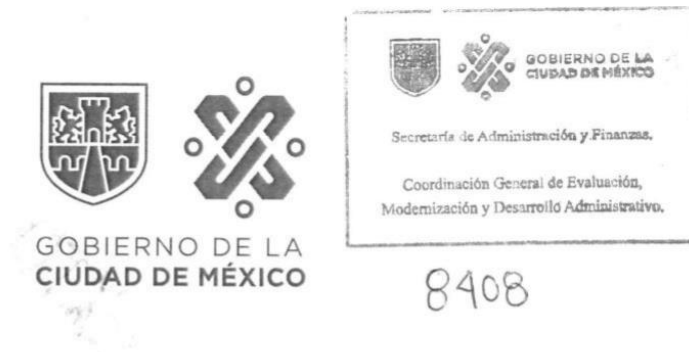 GOBIERNO DE LA
CIUDAD DE MÉXICO
GOBIERNO DE LA
CIUDAD DE MÉXICO
Secretaría de Administración y Finanzas.
Coordinación General de Evaluación,
Modernización y Desarrollo Administrativo.
8408